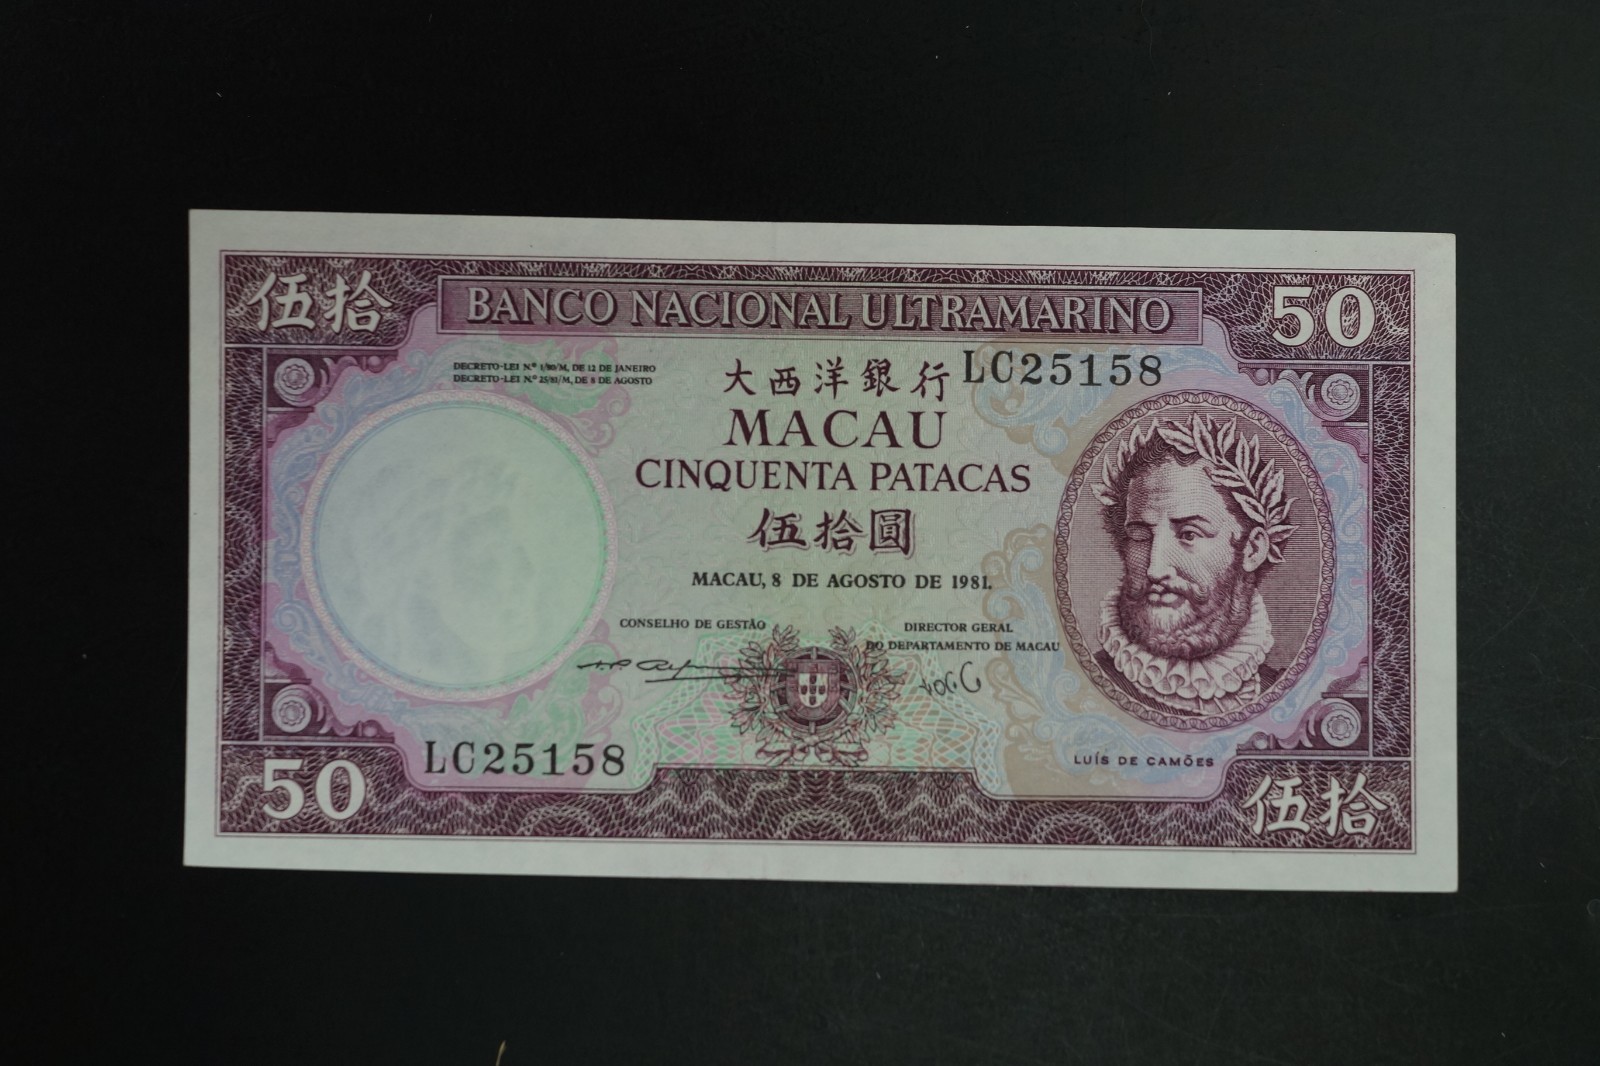 伍拾
BANCO NACIONAL ULTRAMARINO
50
DECRETO-LEI N.º 1/80/M, DE 12 DE JANEIRO
DECRETO-LEI N.º 25/81/M, DE 8 DE AGOSTO
大西洋銀行
LC25158
MACAU
CINQUENTA PATACAS
伍拾圓
MACAU, 8 DE AGOSTO DE 1981.
CONSELHO DE GESTÃO
DIRECTOR GERAL
DO DEPARTAMENTO DE MACAU
LC25158
LUÍS DE CAMÕES
50
伍拾